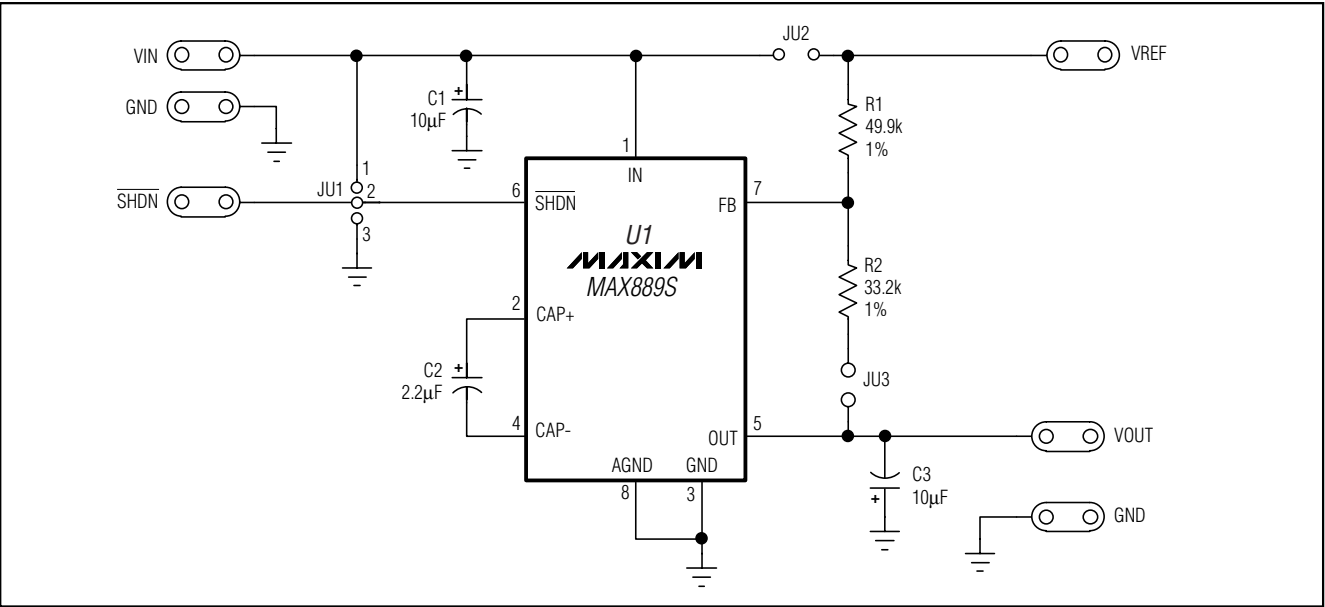 JU2
VIN
VREF
GND
C1
10µF
+
R1
49.9k
1%
1
IN
SHDN
JU1
1
2
3
6
SHDN
7
FB
U1
MAXIM
MAX889S
R2
33.2k
1%
2
CAP+
C2
2.2µF
+
JU3
4
CAP-
5
OUT
VOUT
AGND
GND
8
3
C3
10µF
+
GND